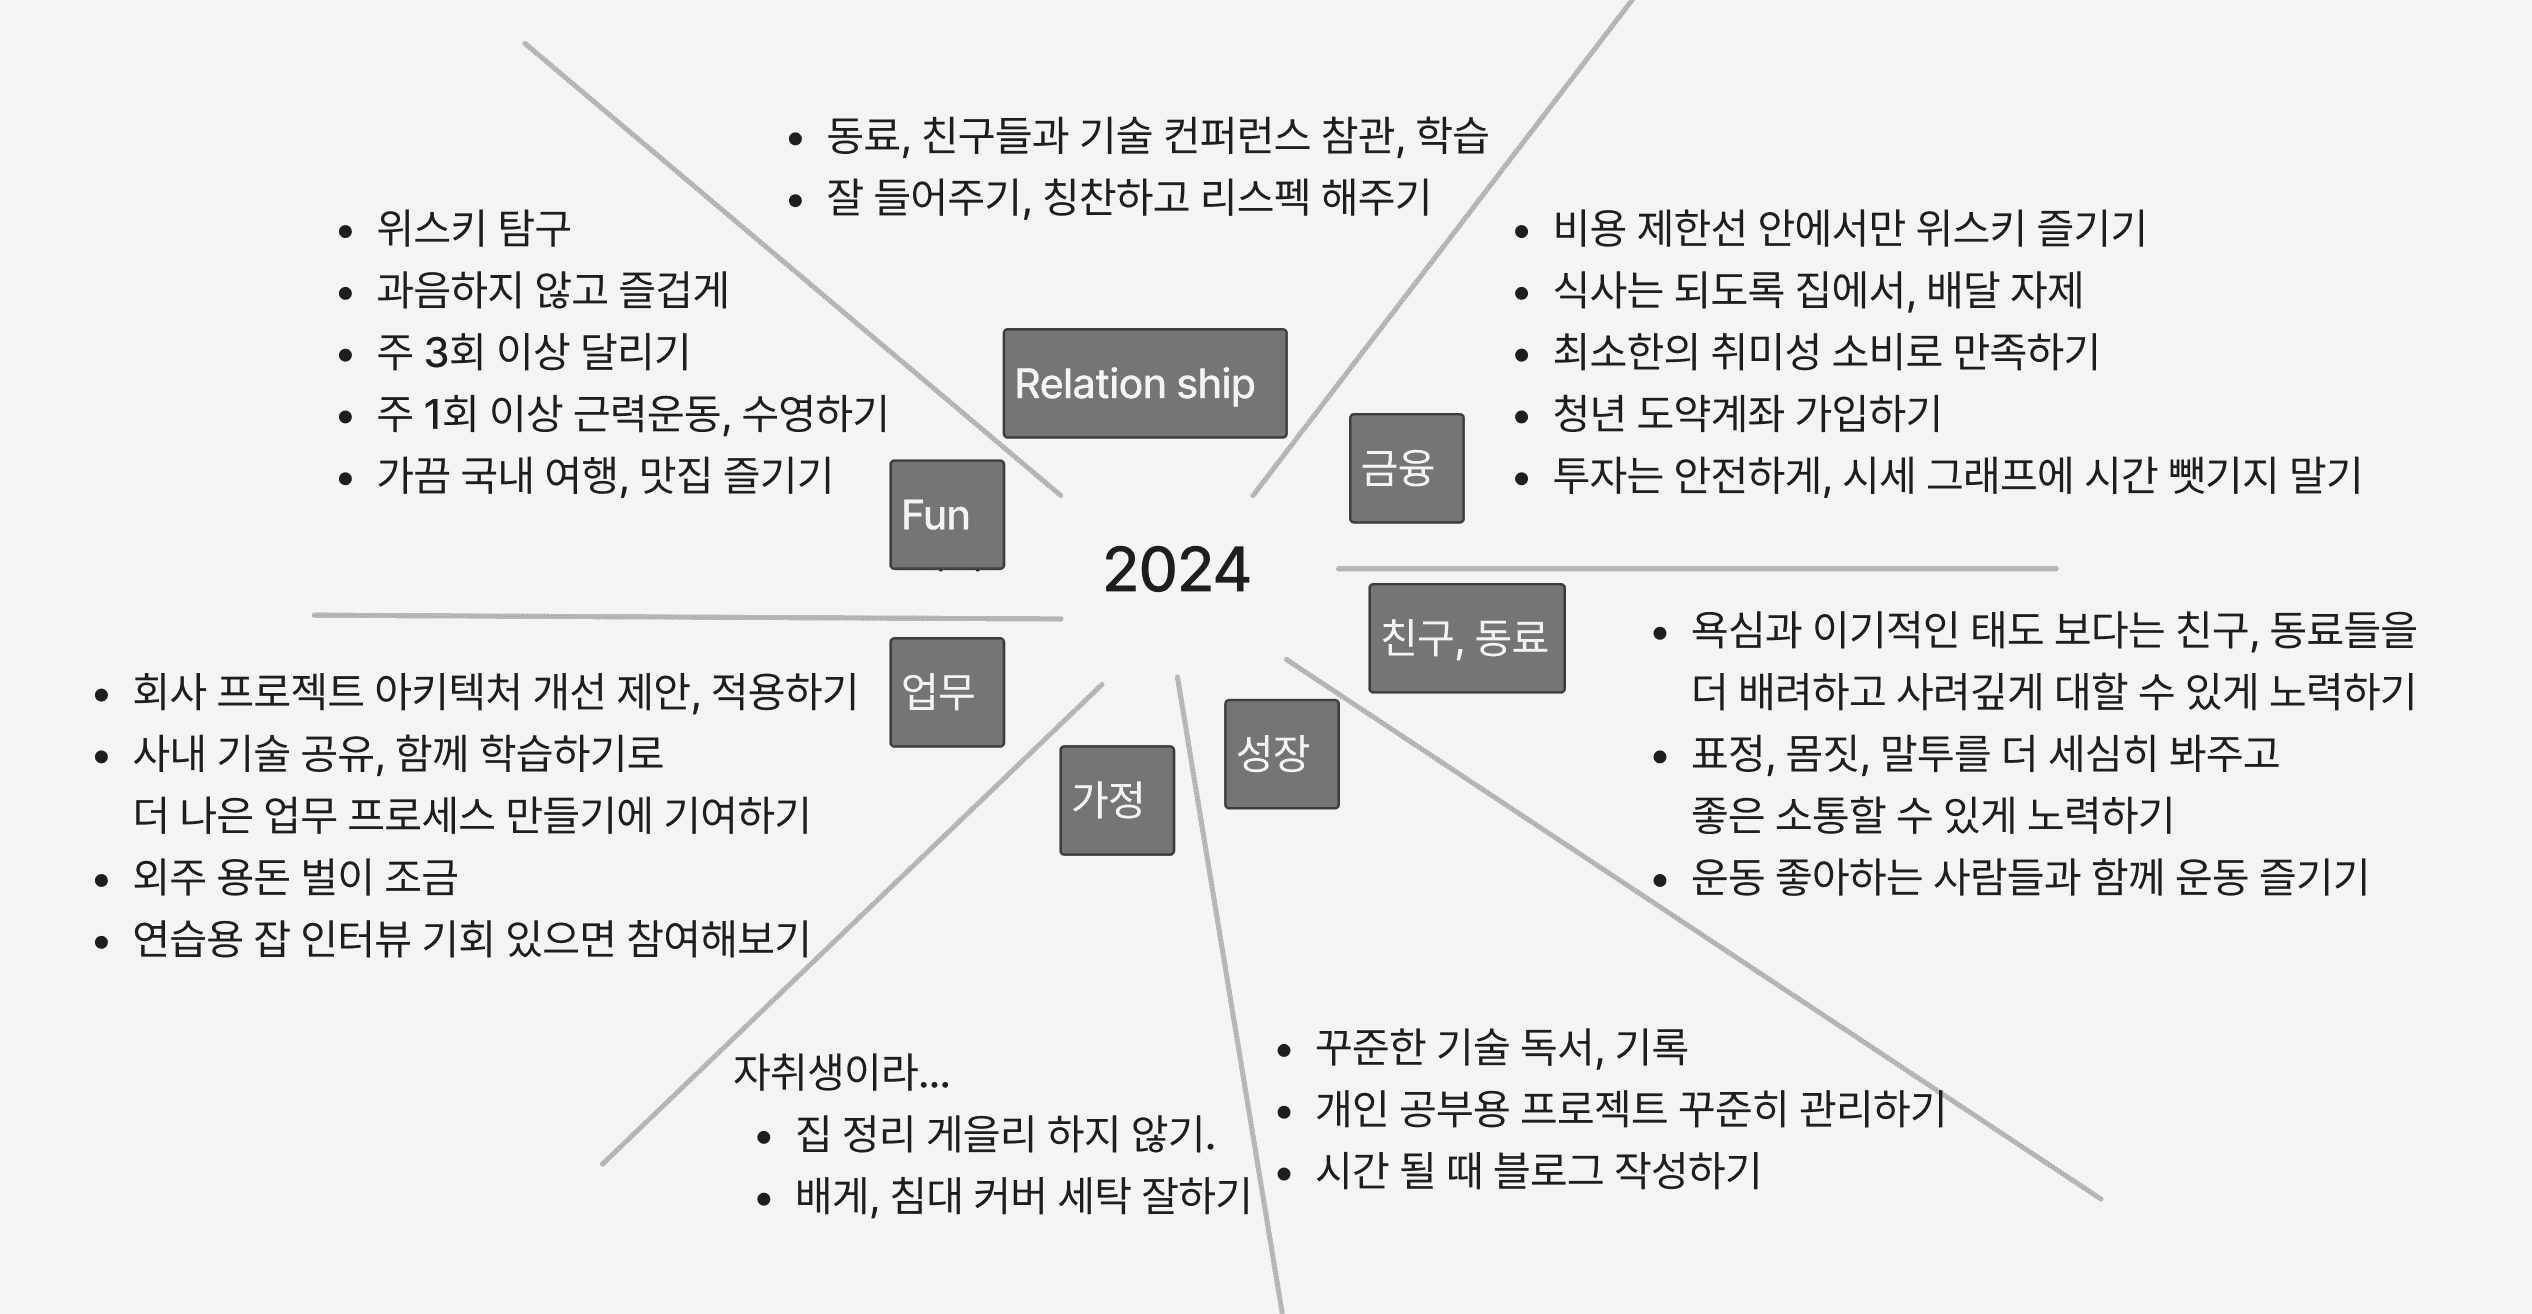 동료, 친구들과 기술 컨퍼런스 참관, 학습
잘 들어주기, 칭찬하고 리스펙 해주기
Relation ship
위스키 탐구
과음하지 않고 즐겁게
주 3회 이상 달리기
주 1회 이상 근력운동, 수영하기
가끔 국내 여행, 맛집 즐기기
Fun
비용 제한선 안에서만 위스키 즐기기
식사는 되도록 집에서, 배달 자제
최소한의 취미성 소비로 만족하기
청년 도약계좌 가입하기
투자는 안전하게, 시세 그래프에 시간 뺏기지 말기
금융
2024
친구, 동료
욕심과 이기적인 태도 보다는 친구, 동료들을
더 배려하고 사려깊게 대할 수 있게 노력하기
표정, 몸짓, 말투를 더 세심히 봐주고
좋은 소통할 수 있게 노력하기
운동 좋아하는 사람들과 함께 운동 즐기기
업무
회사 프로젝트 아키텍처 개선 제안, 적용하기
사내 기술 공유, 함께 학습하기로
더 나은 업무 프로세스 만들기에 기여하기
외주 용돈 벌이 조금
연습용 잡 인터뷰 기회 있으면 참여해보기
가정
자취생이라...
집 정리 게을리 하지 않기.
배게, 침대 커버 세탁 잘하기
성장
꾸준한 기술 독서, 기록
개인 공부용 프로젝트 꾸준히 관리하기
시간 될 때 블로그 작성하기